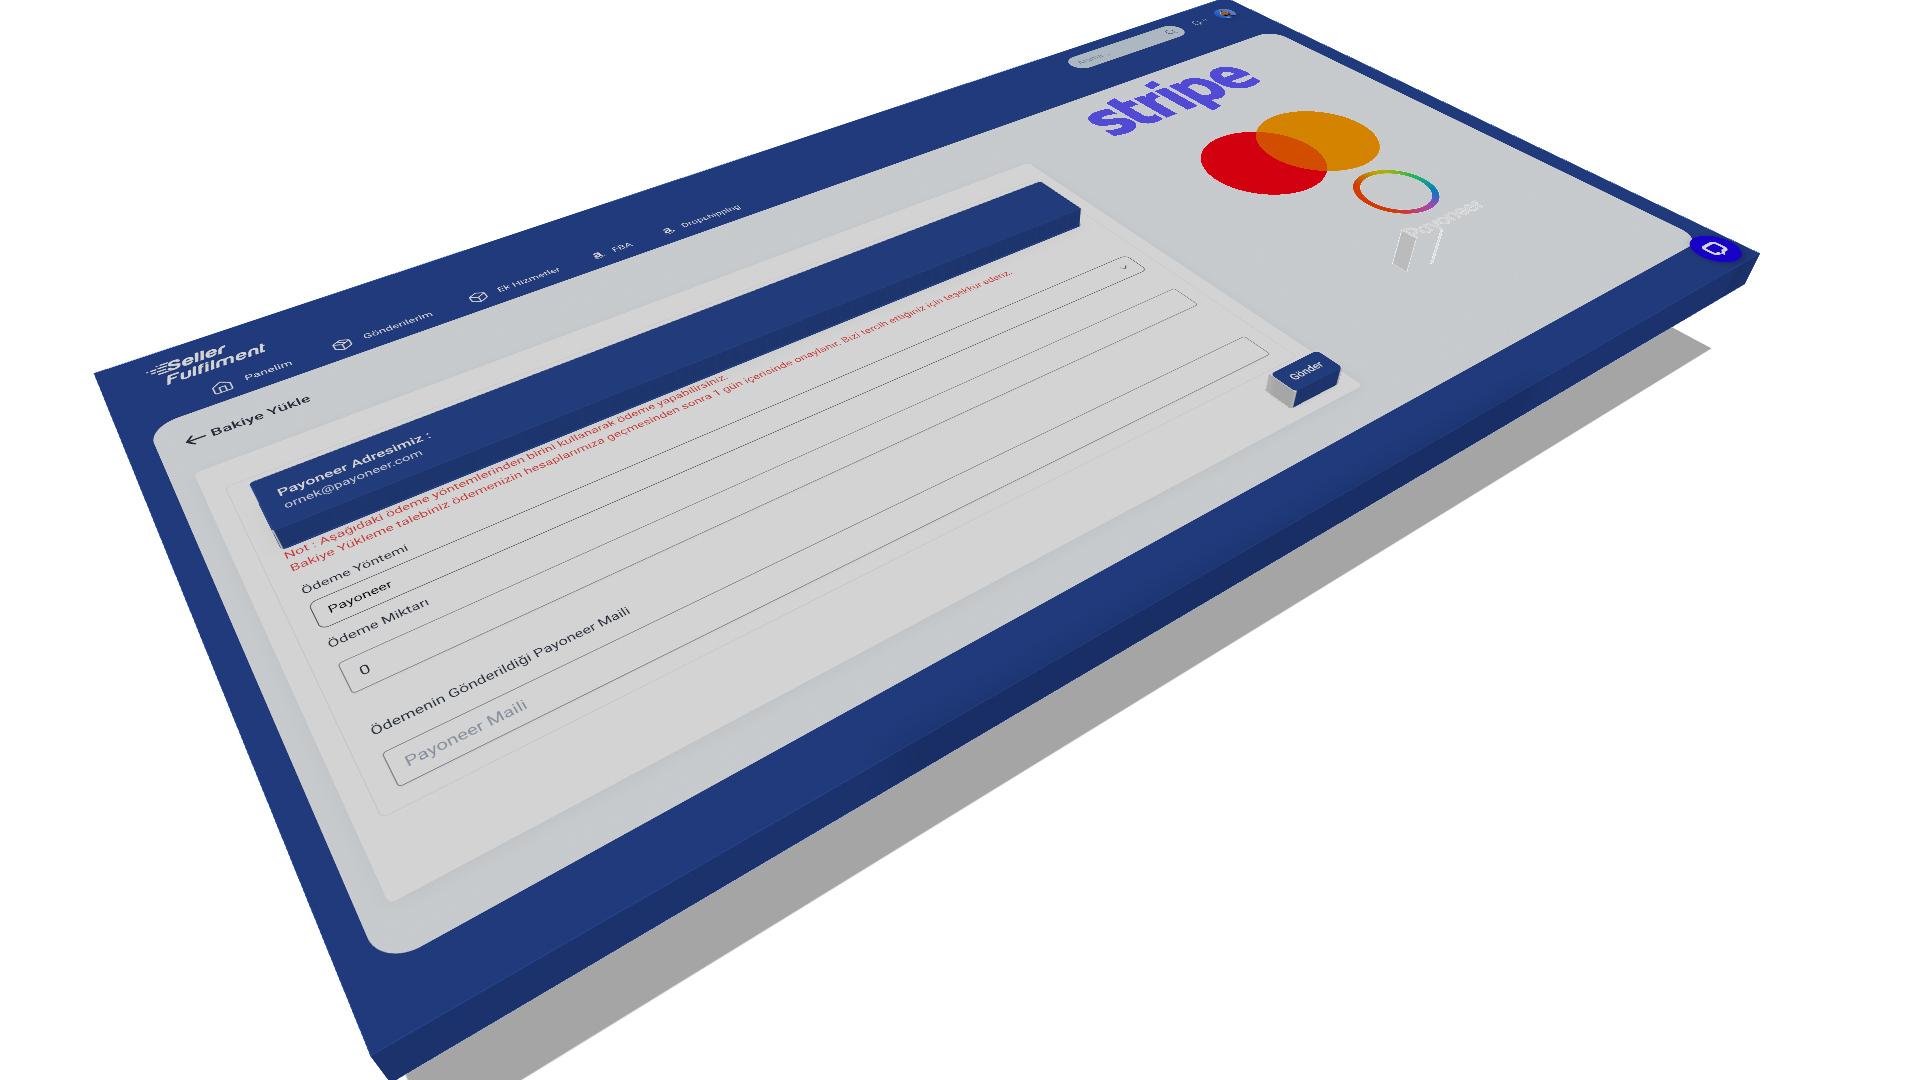 Seller
Fulfilment
Panelim
Gönderilerim
Ek Hizmetler
FBA
Dropshipping
Bakiye Yükle
Payoneer Adresimiz :
ornek@payoneer.com
Not : Aşağıdaki ödeme yöntemlerinden birini kullanarak ödeme yapabilirsiniz.
Bakiye Yükleme talebiniz ödemenizin hesaplarımıza geçmesinden sonra 1 gün içerisinde onaylanır. Bizi tercih ettiğiniz için teşekkür ederiz.
Ödeme Yöntemi
Payoneer
Ödeme Miktarı
0
Ödemenin Gönderildiği Payoneer Maili
Payoneer Maili
Gönder
stripe
Payoneer